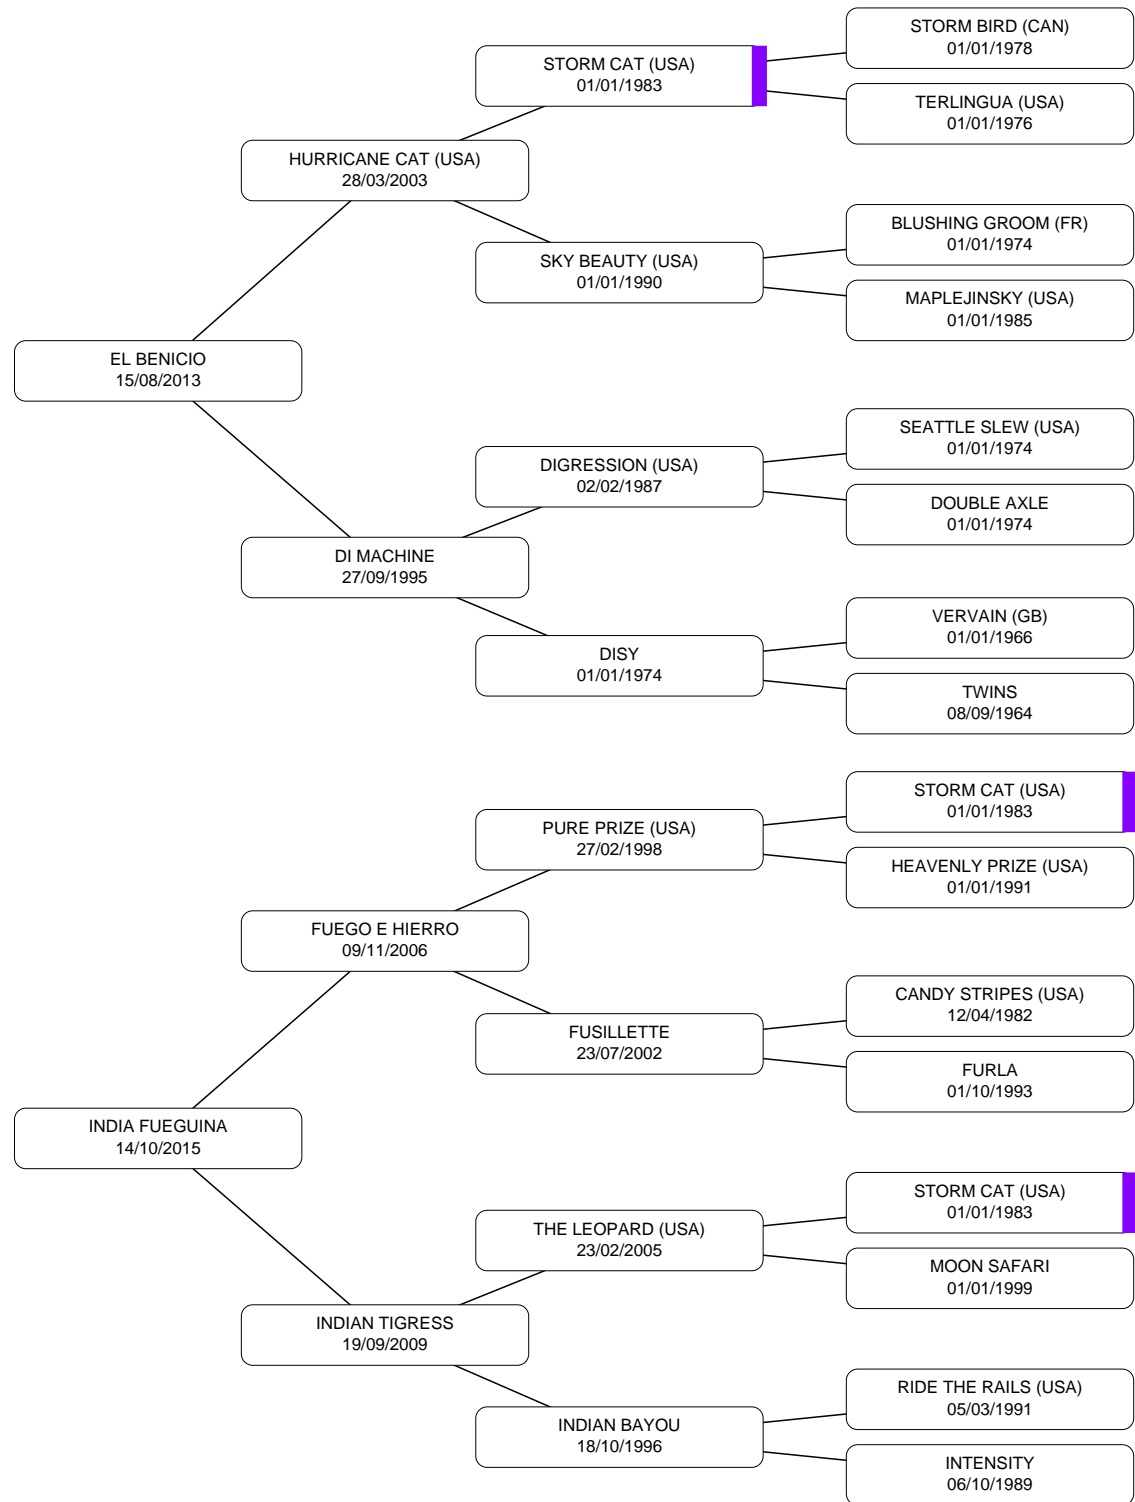 STORM BIRD (CAN)
01/01/1978
STORM CAT (USA)
01/01/1983
TERLINGUA (USA)
01/01/1976
HURRICANE CAT (USA)
28/03/2003
BLUSHING GROOM (FR)
01/01/1974
SKY BEAUTY (USA)
01/01/1990
MAPLEJINSKY (USA)
01/01/1985
EL BENICIO
15/08/2013
SEATTLE SLEW (USA)
01/01/1974
DIGRESSION (USA)
02/02/1987
DOUBLE AXLE
01/01/1974
DI MACHINE
27/09/1995
VERVAIN (GB)
01/01/1966
DISY
01/01/1974
TWINS
08/09/1964
STORM CAT (USA)
01/01/1983
PURE PRIZE (USA)
27/02/1998
HEAVENLY PRIZE (USA)
01/01/1991
FUEGO E HIERRO
09/11/2006
CANDY STRIPES (USA)
12/04/1982
FUSILLETTE
23/07/2002
FURLA
01/10/1993
INDIA FUEGUINA
14/10/2015
STORM CAT (USA)
01/01/1983
THE LEOPARD (USA)
23/02/2005
MOON SAFARI
01/01/1999
INDIAN TIGRESS
19/09/2009
RIDE THE RAILS (USA)
05/03/1991
INDIAN BAYOU
18/10/1996
INTENSITY
06/10/1989